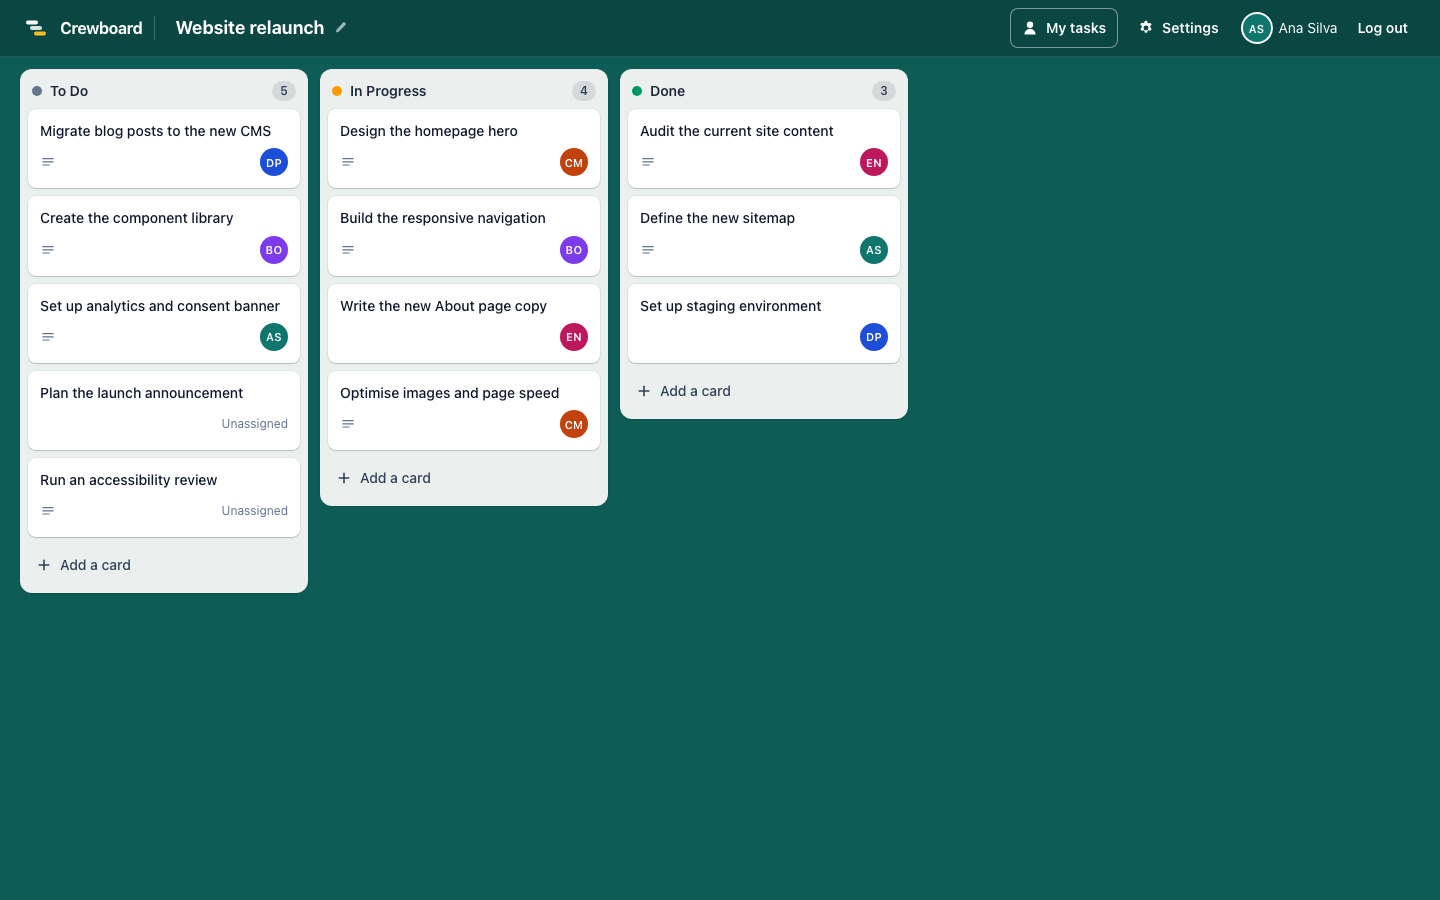 Crewboard
Website relaunch
My tasks
Settings
AS
Ana Silva
Log out
To Do
5
Migrate blog posts to the new CMS
DP
Create the component library
BO
Set up analytics and consent banner
AS
Plan the launch announcement
Unassigned
Run an accessibility review
Unassigned
Add a card
In Progress
4
Design the homepage hero
CM
Build the responsive navigation
BO
Write the new About page copy
EN
Optimise images and page speed
CM
Add a card
Done
3
Audit the current site content
EN
Define the new sitemap
AS
Set up staging environment
DP
Add a card